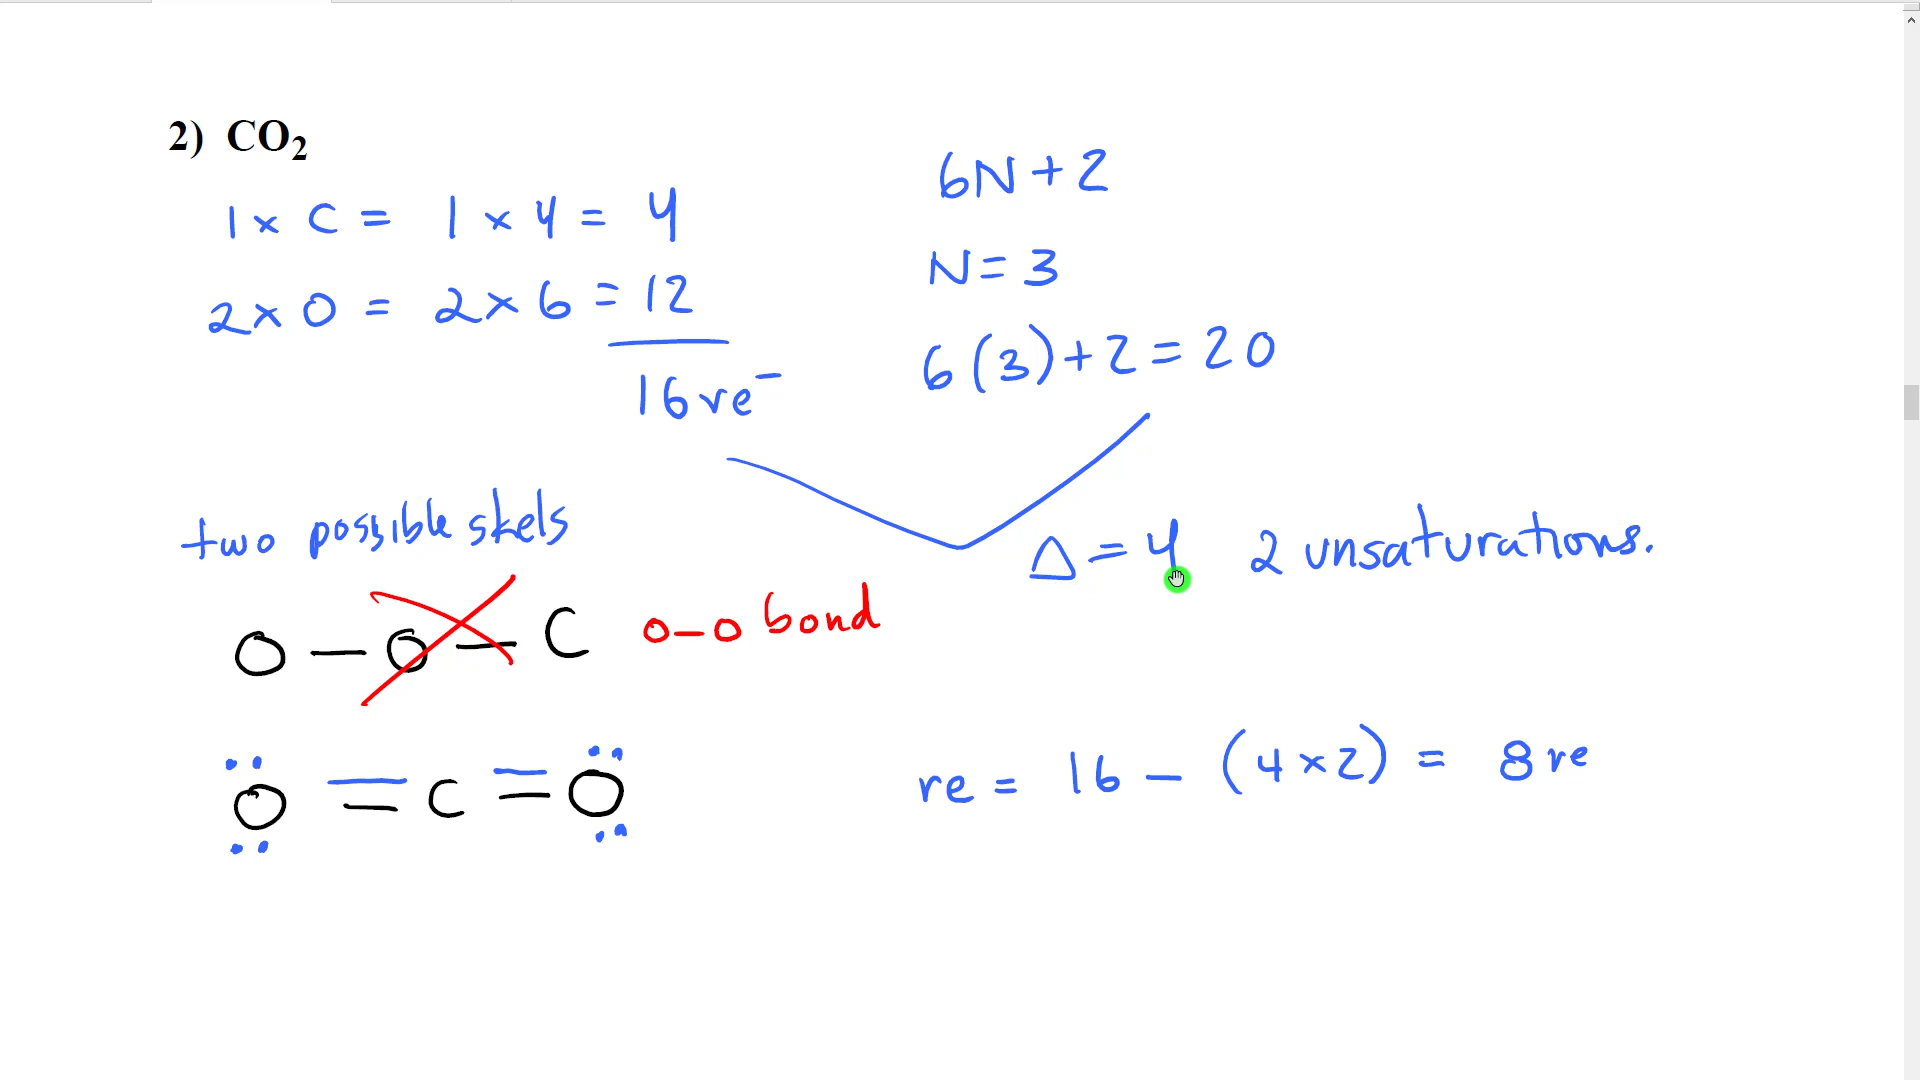 2) CO₂
1 x C = 1 x 4 = 4
2 x O = 2 x 6 = 12
16 ve⁻
6N + 2
N = 3
6(3) + 2 = 20
Δ = 4 2 unsaturations.
two possible skels
O – O – C O–O bond
O = C = O
re = 16 – (4 x 2) = 8 re